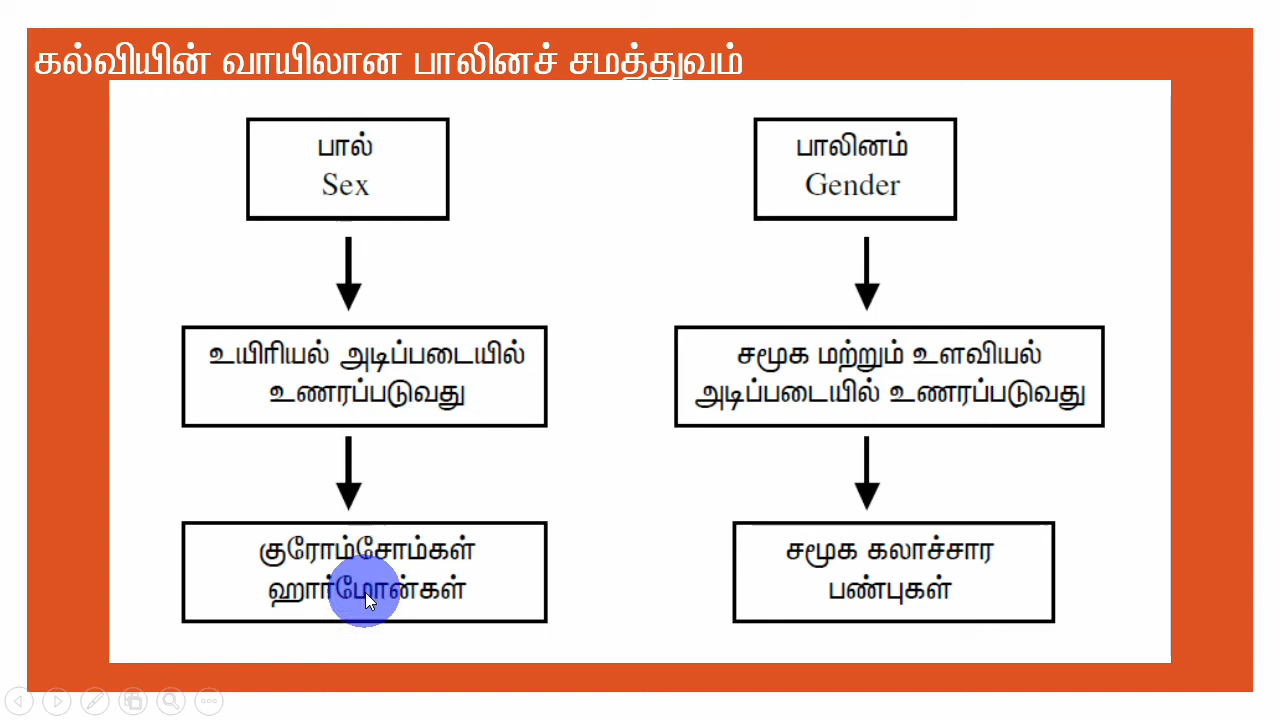 கல்வியின் வாயிலான பாலினச் சமத்துவம்
பால்
Sex
உயிரியல் அடிப்படையில்
உணரப்படுவது
குரோம்சோம்கள்
ஹார்மோன்கள்
பாலினம்
Gender
சமூக மற்றும் உளவியல்
அடிப்படையில் உணரப்படுவது
சமூக கலாச்சார
பண்புகள்